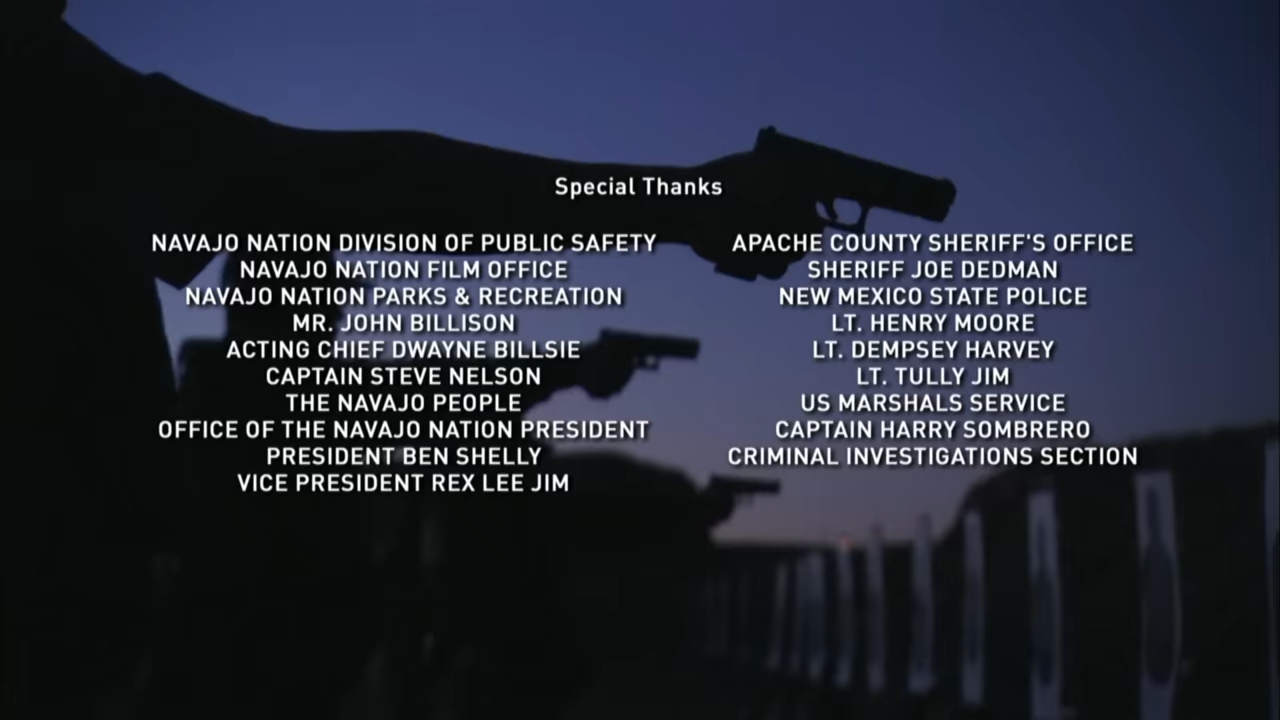 Special Thanks
NAVAJO NATION DIVISION OF PUBLIC SAFETY
NAVAJO NATION FILM OFFICE
NAVAJO NATION PARKS & RECREATION
MR. JOHN BILLISON
ACTING CHIEF DWAYNE BILLSIE
CAPTAIN STEVE NELSON
THE NAVAJO PEOPLE
OFFICE OF THE NAVAJO NATION PRESIDENT
PRESIDENT BEN SHELLY
VICE PRESIDENT REX LEE JIM
APACHE COUNTY SHERIFF'S OFFICE
SHERIFF JOE DEDMAN
NEW MEXICO STATE POLICE
LT. HENRY MOORE
LT. DEMPSEY HARVEY
LT. TULLY JIM
US MARSHALS SERVICE
CAPTAIN HARRY SOMBRERO
CRIMINAL INVESTIGATIONS SECTION